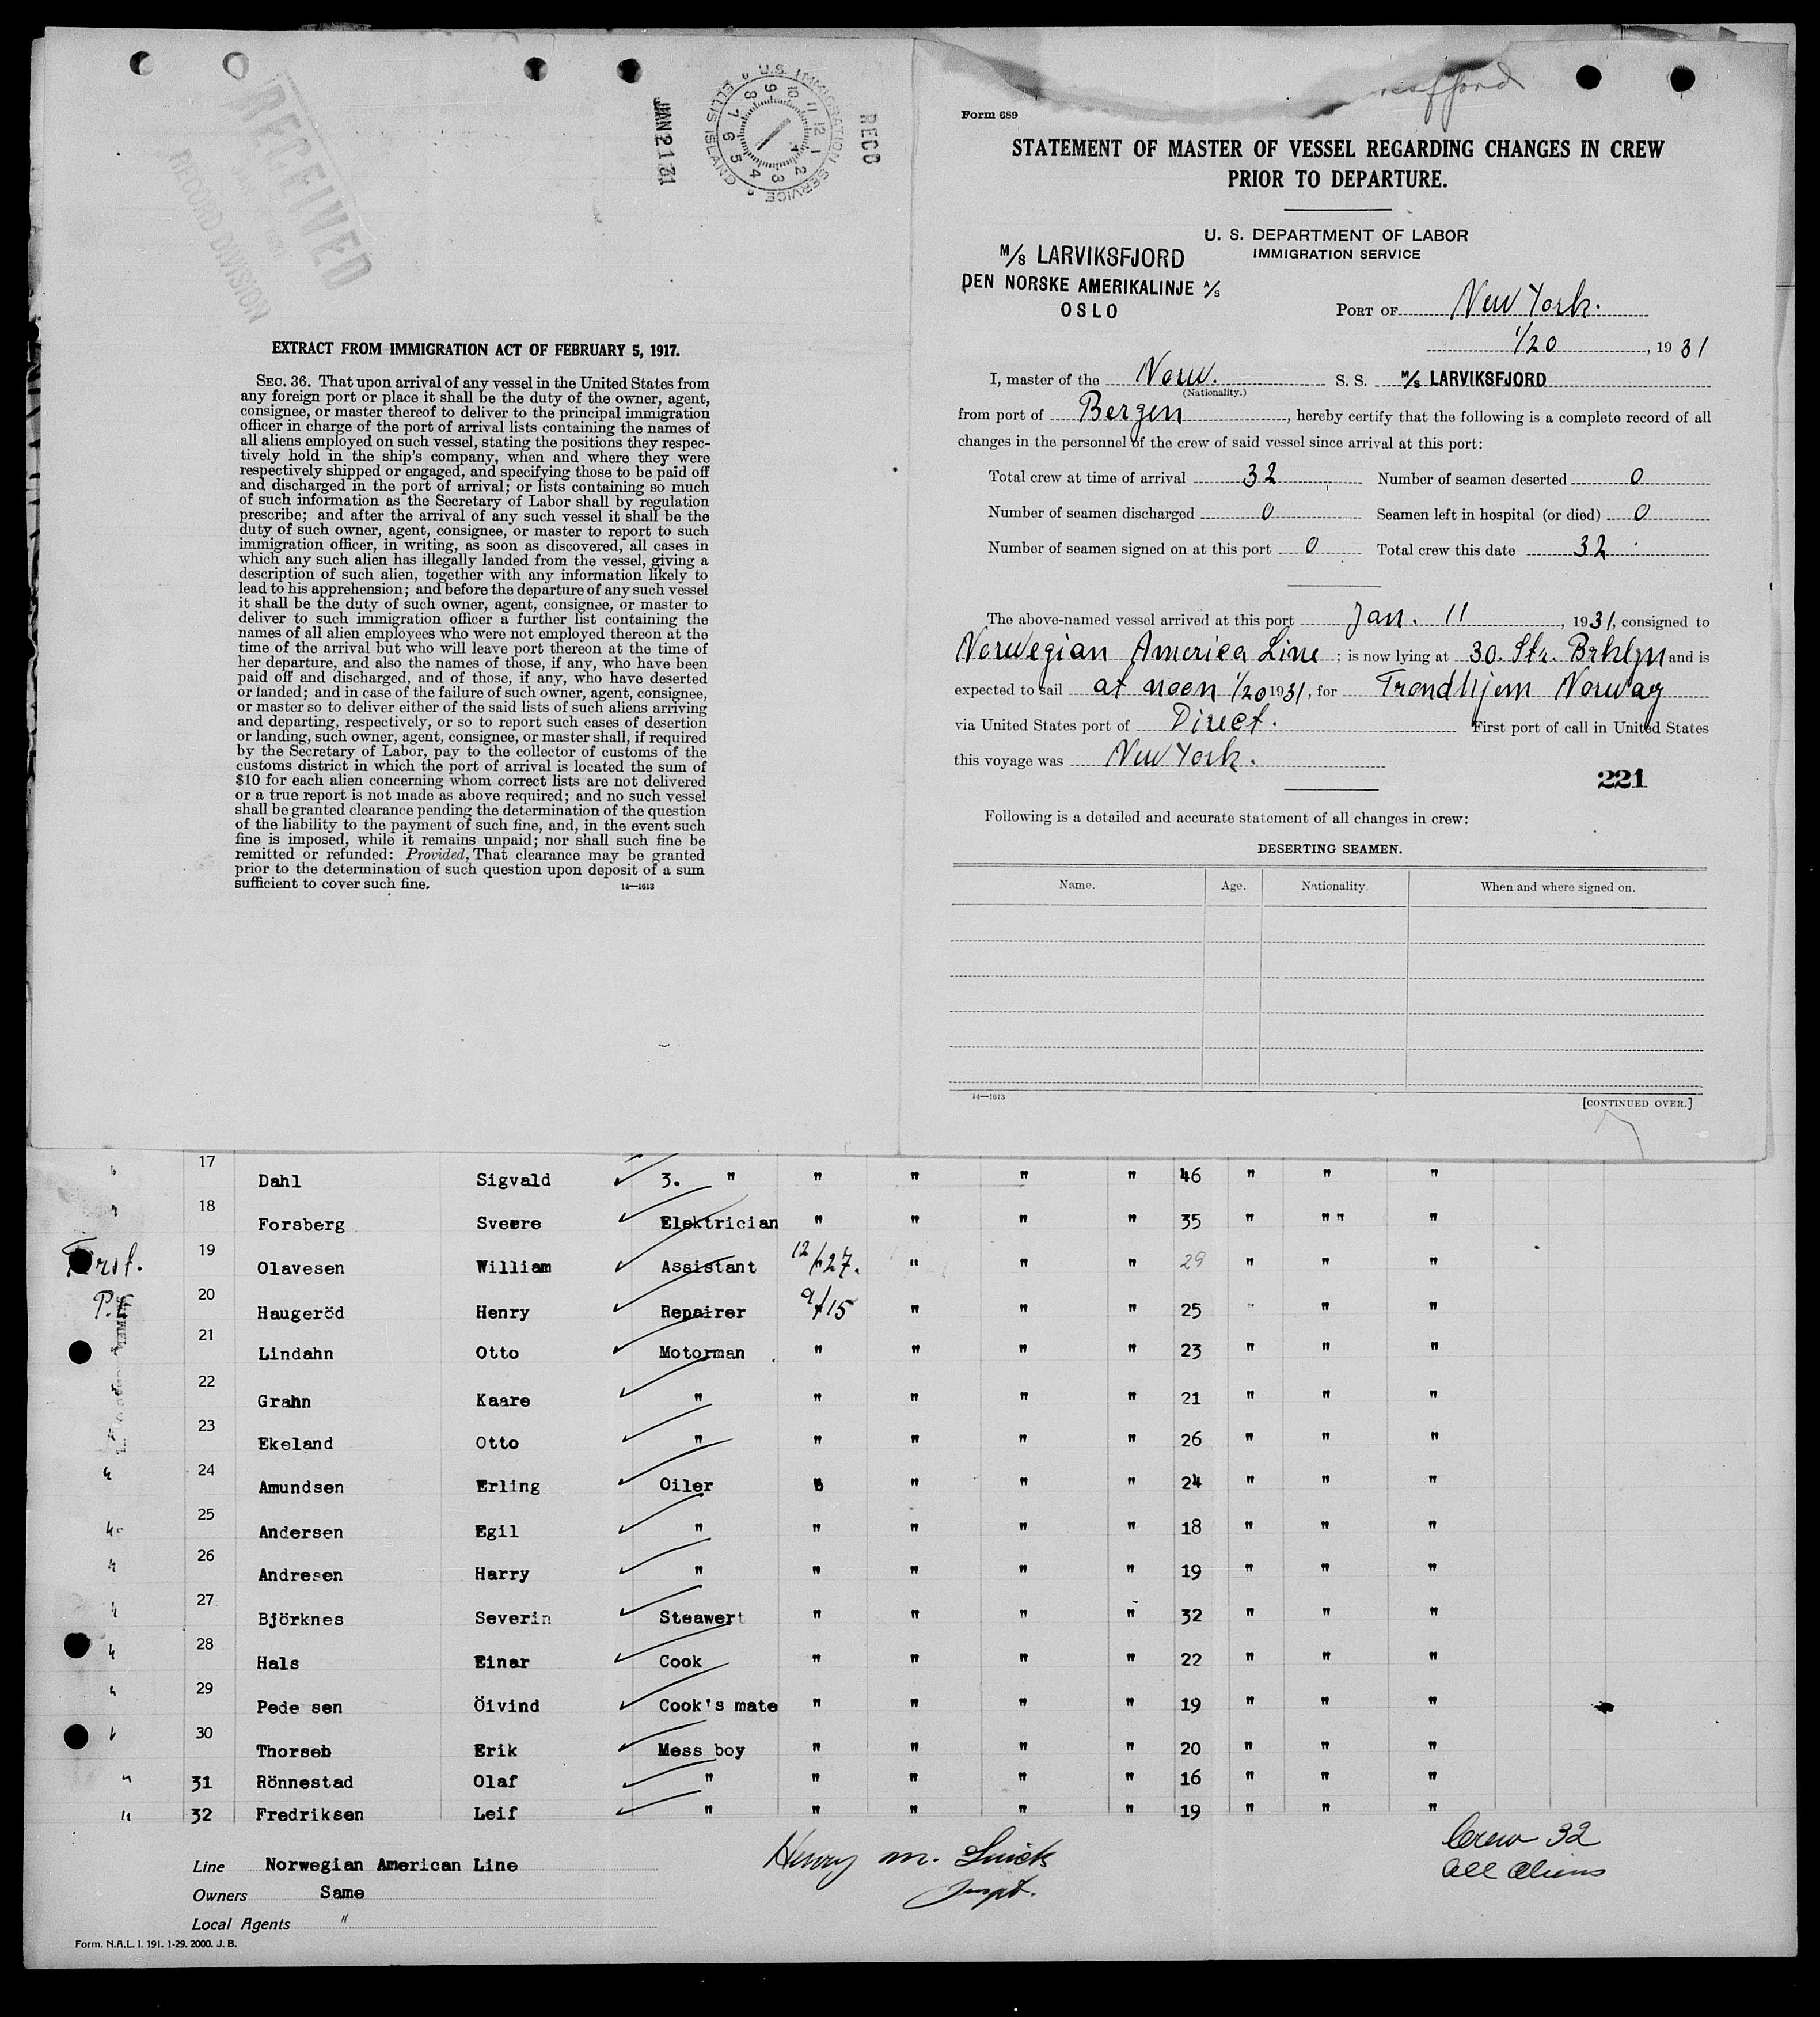 RECEIVED
RECORD DIVISION
JAN 21 31
U.S. IMMIGRATION SERVICE
ELLIS ISLAND
RECD
EXTRACT FROM IMMIGRATION ACT OF FEBRUARY 5, 1917.
SEC. 36. That upon arrival of any vessel in the United States from
any foreign port or place it shall be the duty of the owner, agent,
consignee, or master thereof to deliver to the principal immigration
officer in charge of the port of arrival lists containing the names of
all aliens employed on such vessel, stating the positions they respec-
tively hold in the ship's company, when and where they were
respectively shipped or engaged, and specifying those to be paid off
and discharged in the port of arrival; or lists containing so much
of such information as the Secretary of Labor shall by regulation
prescribe; and after the arrival of any such vessel it shall be the
duty of such owner, agent, consignee, or master to report to such
immigration officer, in writing, as soon as discovered, all cases in
which any such alien has illegally landed from the vessel, giving a
description of such alien, together with any information likely to
lead to his apprehension; and before the departure of any such vessel
it shall be the duty of such owner, agent, consignee, or master to
deliver to such immigration officer a further list containing the
names of all alien employees who were not employed thereon at the
time of the arrival but who will leave port thereon at the time of
her departure, and also the names of those, if any, who have been
paid off and discharged, and of those, if any, who have deserted
or landed; and in case of the failure of such owner, agent, consignee,
or master so to deliver either of the said lists of such aliens arriving
and departing, respectively, or so to report such cases of desertion
or landing, such owner, agent, consignee, or master shall, if required
by the Secretary of Labor, pay to the collector of customs of the
customs district in which the port of arrival is located the sum of
$10 for each alien concerning whom correct lists are not delivered
or a true report is not made as above required; and no such vessel
shall be granted clearance pending the determination of the question
of the liability to the payment of such fine, and, in the event such
fine is imposed, while it remains unpaid; nor shall such fine be
remitted or refunded: Provided, That clearance may be granted
prior to the determination of such question upon deposit of a sum
sufficient to cover such fine. 14—1613
Form 689
STATEMENT OF MASTER OF VESSEL REGARDING CHANGES IN CREW
PRIOR TO DEPARTURE.
U. S. DEPARTMENT OF LABOR
IMMIGRATION SERVICE
M/S LARVIKSFJORD
DEN NORSKE AMERIKALINJE A/S
OSLO
PORT OF New York.
1/20, 1931
I, master of the Norw. S. S. M/S LARVIKSFJORD
(Nationality.)
from port of Bergen, hereby certify that the following is a complete record of all
changes in the personnel of the crew of said vessel since arrival at this port:
Total crew at time of arrival 32 Number of seamen deserted 0
Number of seamen discharged 0 Seamen left in hospital (or died) 0
Number of seamen signed on at this port 0 Total crew this date 32
The above-named vessel arrived at this port Jan. 11, 1931, consigned to
Norwegian America Line; is now lying at 30. Str. Brklyn and is
expected to sail at noon 1/20 1931, for Trondhjem Norway
via United States port of Direct. First port of call in United States
this voyage was New York.
221
Following is a detailed and accurate statement of all changes in crew:
DESERTING SEAMEN.
Name. Age. Nationality. When and where signed on.
14—1613
[CONTINUED OVER.]
17 Dahl Sigvald 3. " " " " " 46 " " "
18 Forsberg Sverre Elektrician " " " " 35 " " " "
19 Olavesen William Assistant 12/27. " " " 29 " " "
20 Haugeröd Henry Repairer 9/15 " " " 25 " " "
21 Lindahn Otto Motorman " " " " 23 " " "
22 Grahn Kaare " " " " " 21 " " "
23 Ekeland Otto " " " " " 26 " " "
24 Amundsen Erling Oiler " " " " 24 " " "
25 Andersen Egil " " " " " 18 " " "
26 Andresen Harry " " " " " 19 " " "
27 Björknes Severin Steawert " " " " 32 " " "
28 Hals Einar Cook " " " " 22 " " "
29 Pede sen Öivind Cook's mate " " " " 19 " " "
30 Thorseb Erik Mess boy " " " " 20 " " "
31 Rönnestad Olaf " " " " " 16 " " "
32 Fredriksen Leif " " " " " 19 " " "
Line Norwegian American Line
Owners Same
Local Agents "
Henry M.
Inspt.
Crew 32
All Aliens
Form. N.A.L. I. 191. 1-29. 2000. J. B.